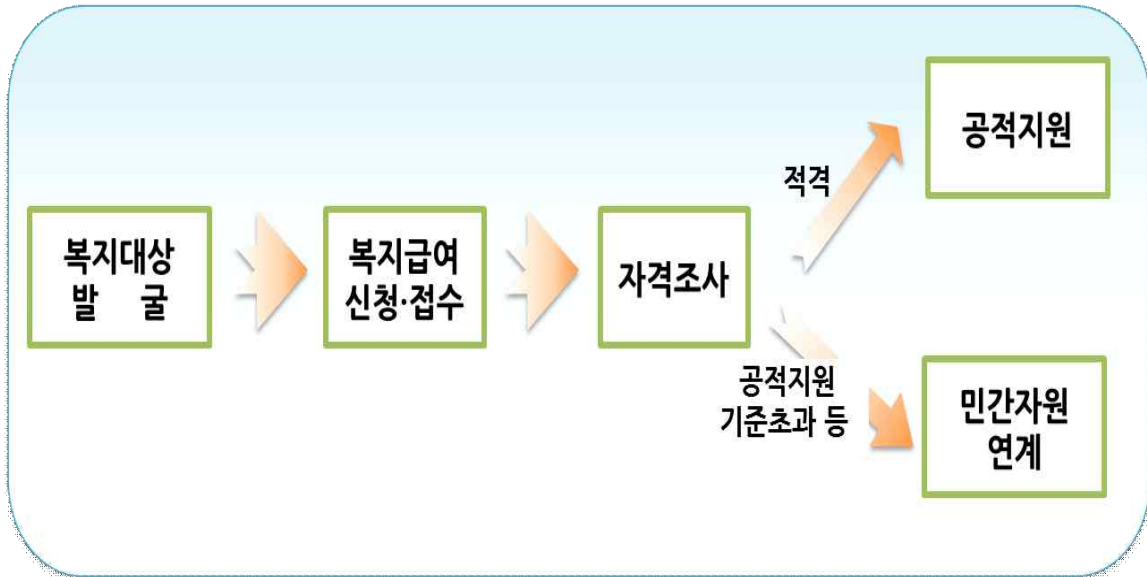 복지대상
발 굴
복지급여
신청·접수
자격조사
적격
공적지원
공적지원
기준초과 등
민간자원
연계